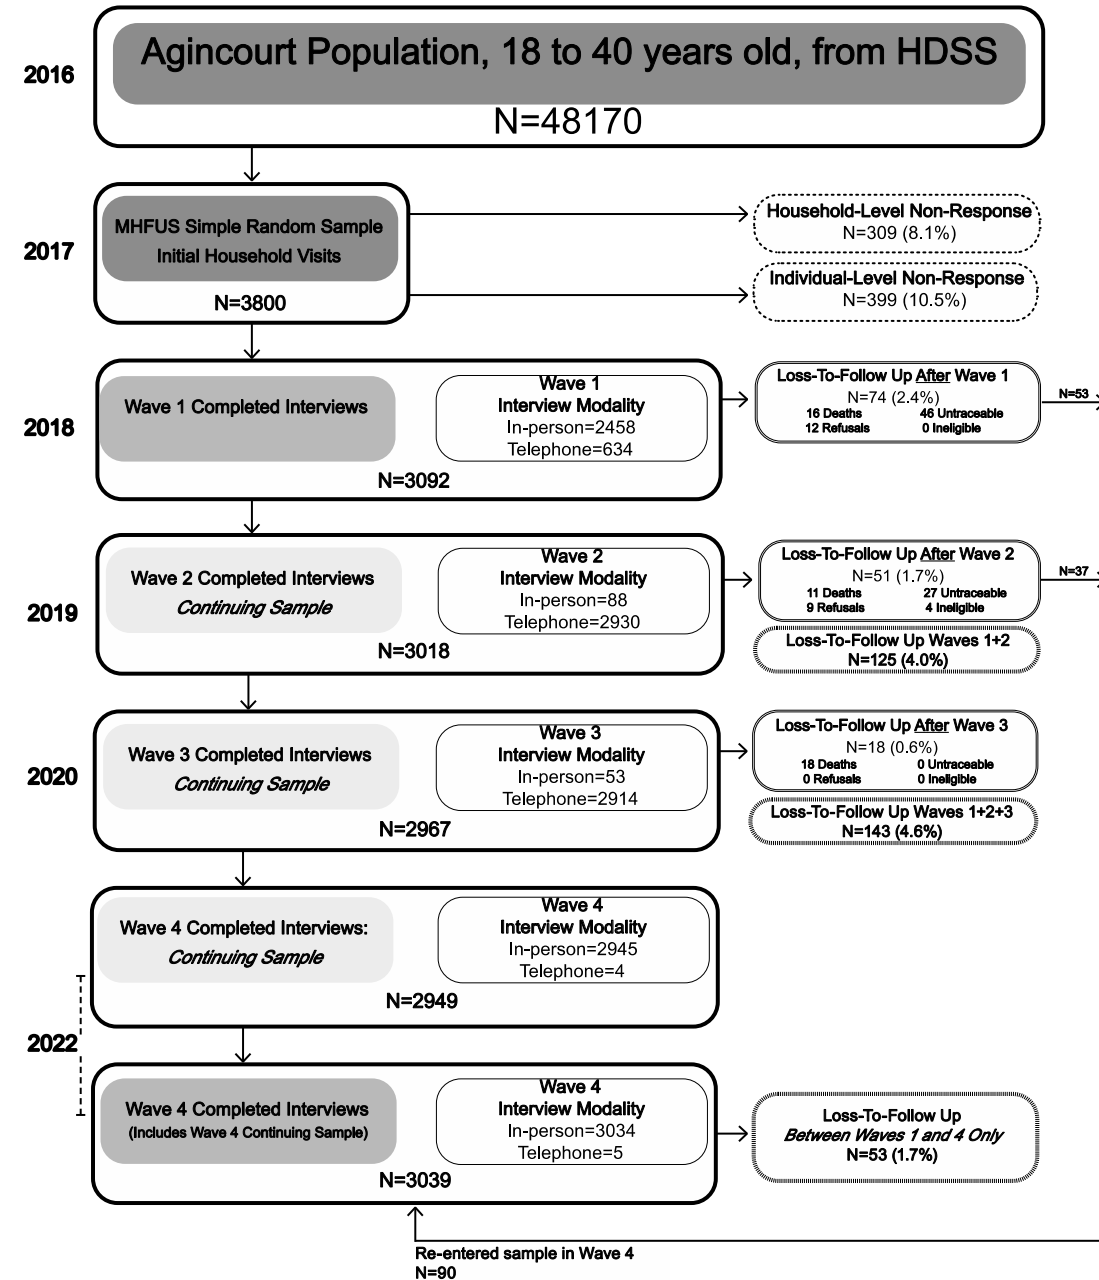 Agincourt Population, 18 to 40 years old, from HDSS
2016
N=48170
MHFUS Simple Random Sample
Initial Household Visits
2017
N=3800
Household-Level Non-Response
N=309 (8.1%)
Individual-Level Non-Response
N=399 (10.5%)
2018
Wave 1 Completed Interviews
Wave 1
Interview Modality
In-person=2458
Telephone=634
N=3092
Loss-To-Follow Up After Wave 1
N=74 (2.4%)
16 Deaths 46 Untraceable
12 Refusals 0 Ineligible
N=53
2019
Wave 2 Completed Interviews
Continuing Sample
Wave 2
Interview Modality
In-person=88
Telephone=2930
N=3018
Loss-To-Follow Up After Wave 2
N=51 (1.7%)
11 Deaths 27 Untraceable
9 Refusals 4 Ineligible
N=37
Loss-To-Follow Up Waves 1+2
N=125 (4.0%)
2020
Wave 3 Completed Interviews
Continuing Sample
Wave 3
Interview Modality
In-person=53
Telephone=2914
N=2967
Loss-To-Follow Up After Wave 3
N=18 (0.6%)
18 Deaths 0 Untraceable
0 Refusals 0 Ineligible
Loss-To-Follow Up Waves 1+2+3
N=143 (4.6%)
Wave 4 Completed Interviews:
Continuing Sample
Wave 4
Interview Modality
In-person=2945
Telephone=4
N=2949
2022
Wave 4 Completed Interviews
(Includes Wave 4 Continuing Sample)
Wave 4
Interview Modality
In-person=3034
Telephone=5
N=3039
Loss-To-Follow Up
Between Waves 1 and 4 Only
N=53 (1.7%)
Re-entered sample in Wave 4
N=90